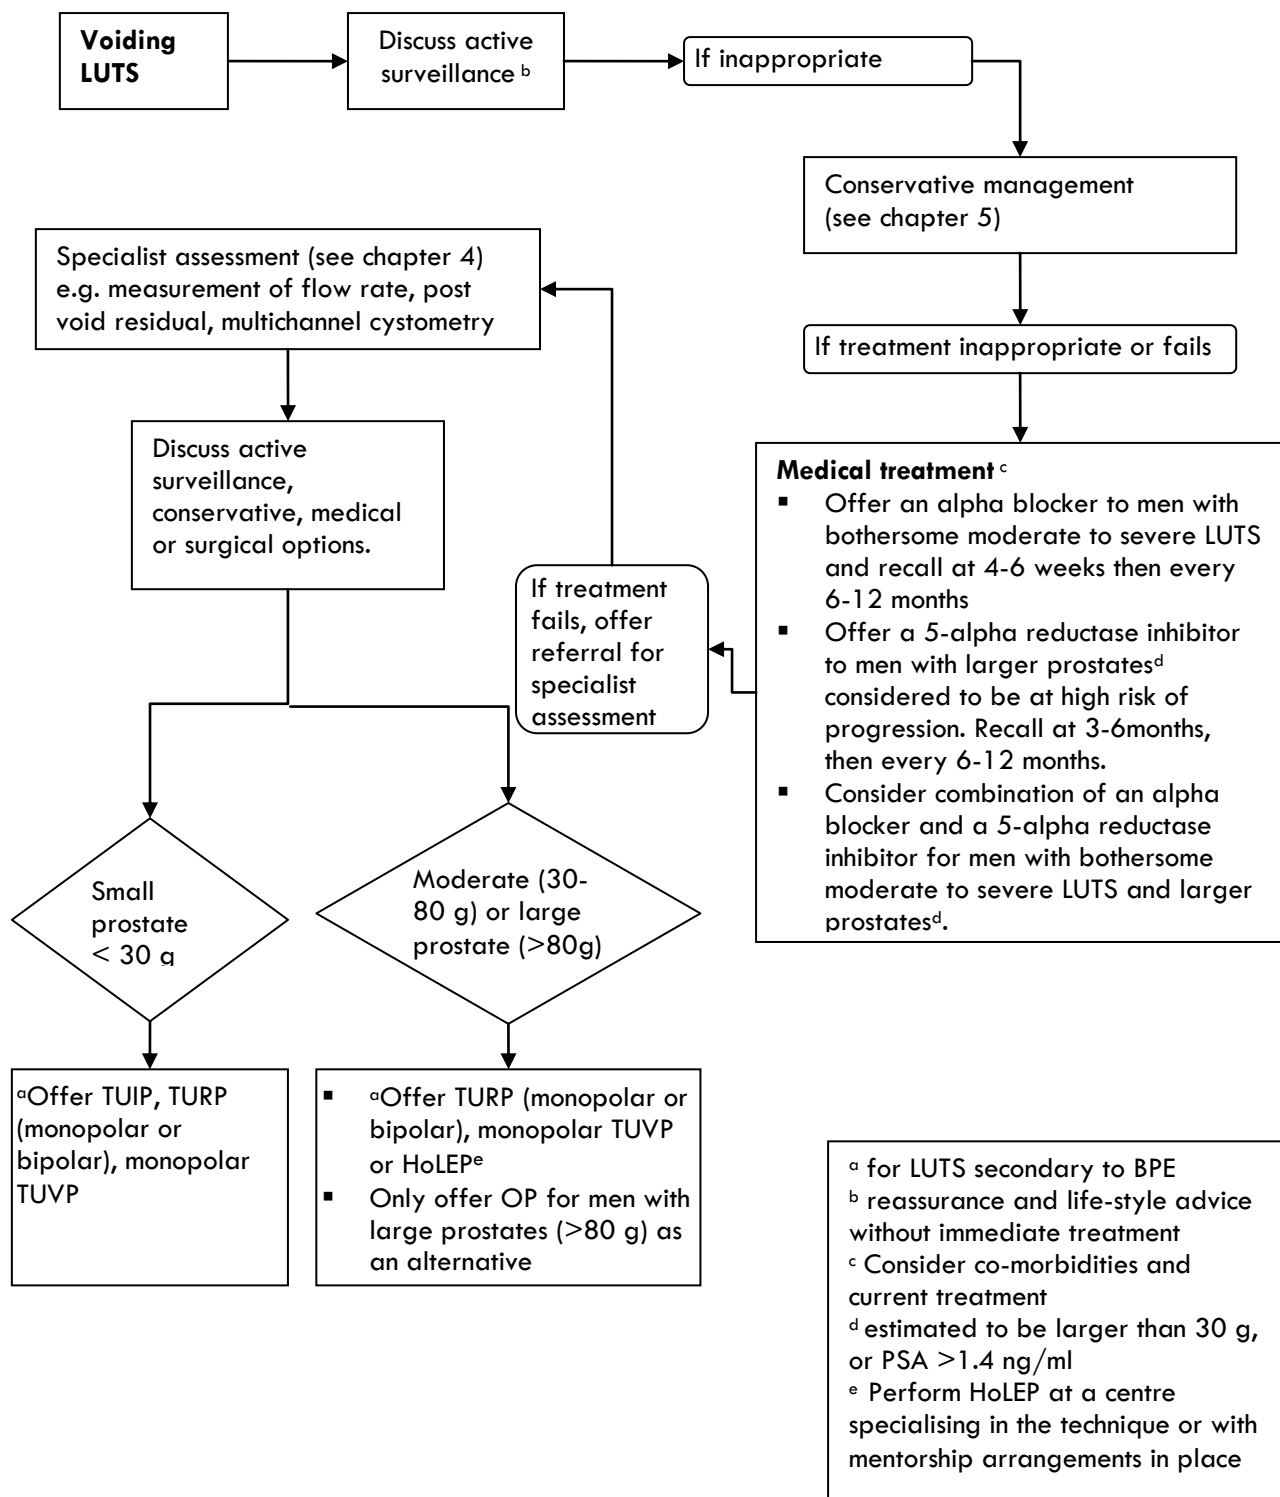 Voiding
LUTS
Discuss active
surveillance b
If inappropriate
Conservative management
(see chapter 5)
If treatment inappropriate or fails
Medical treatment c
▪ Offer an alpha blocker to men with
bothersome moderate to severe LUTS
and recall at 4-6 weeks then every
6-12 months
▪ Offer a 5-alpha reductase inhibitor
to men with larger prostatesd
considered to be at high risk of
progression. Recall at 3-6months,
then every 6-12 months.
▪ Consider combination of an alpha
blocker and a 5-alpha reductase
inhibitor for men with bothersome
moderate to severe LUTS and larger
prostatesd.
If treatment
fails, offer
referral for
specialist
assessment
Specialist assessment (see chapter 4)
e.g. measurement of flow rate, post
void residual, multichannel cystometry
Discuss active
surveillance,
conservative, medical
or surgical options.
Small
prostate
< 30 g
Moderate (30-
80 g) or large
prostate (>80g)
aOffer TUIP, TURP
(monopolar or
bipolar), monopolar
TUVP
▪ aOffer TURP (monopolar or
bipolar), monopolar TUVP
or HoLEPe
▪ Only offer OP for men with
large prostates (>80 g) as
an alternative
a for LUTS secondary to BPE
b reassurance and life-style advice
without immediate treatment
c Consider co-morbidities and
current treatment
d estimated to be larger than 30 g,
or PSA >1.4 ng/ml
e Perform HoLEP at a centre
specialising in the technique or with
mentorship arrangements in place